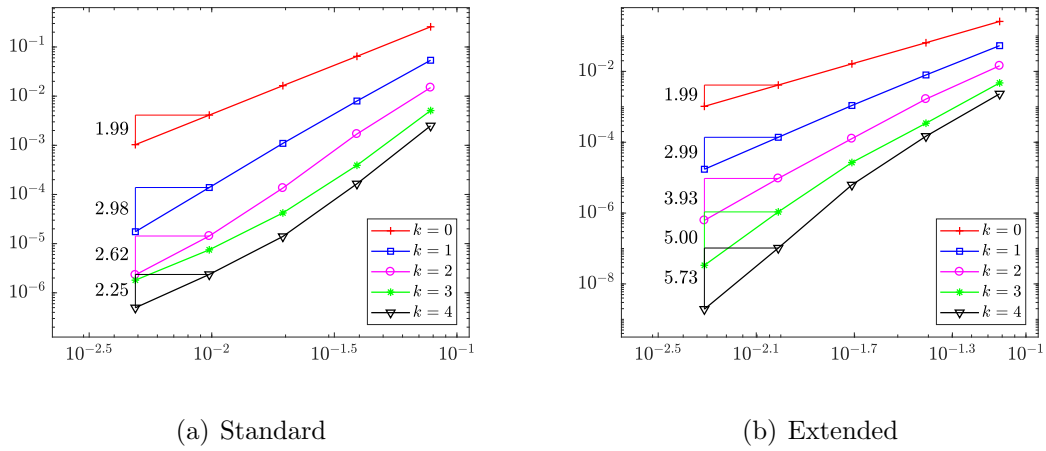 10^{-1}
10^{-2}
10^{-3}
10^{-4}
10^{-5}
10^{-6}
1.99
2.98
2.62
2.25
k = 0
k = 1
k = 2
k = 3
k = 4
10^{-2.5} 10^{-2} 10^{-1.5} 10^{-1}
(a) Standard
10^{-2}
10^{-4}
10^{-6}
10^{-8}
1.99
2.99
3.93
5.00
5.73
k = 0
k = 1
k = 2
k = 3
k = 4
10^{-2.5} 10^{-2.1} 10^{-1.7} 10^{-1.3} 10^{-1}
(b) Extended